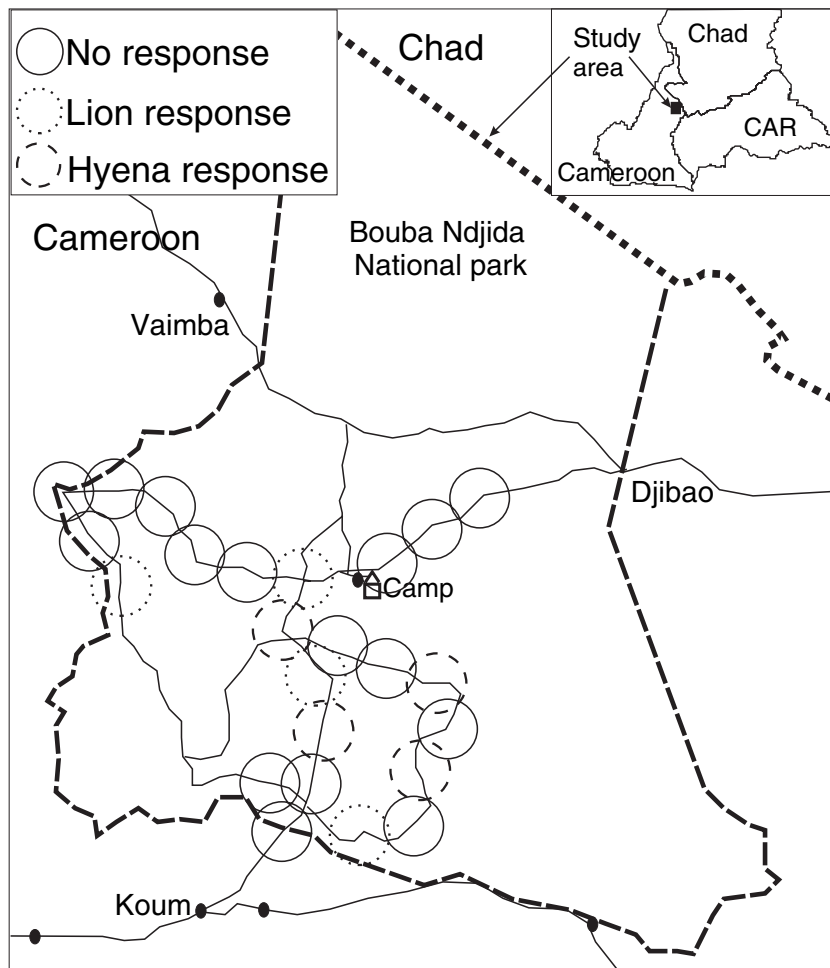 No response
Lion response
Hyena response
Chad
Study
area
Chad
CAR
Cameroon
Cameroon
Bouba Ndjida
National park
Vaimba
Djibao
Camp
Koum